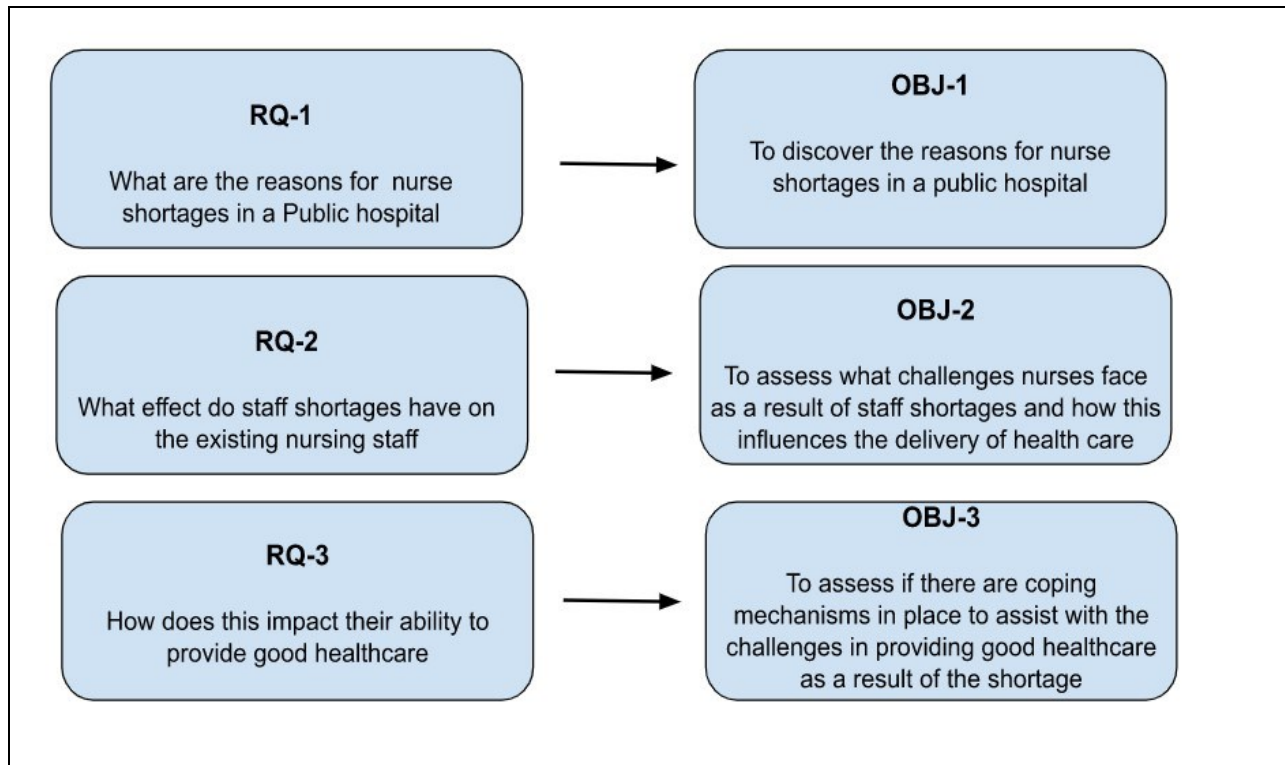 RQ-1
What are the reasons for nurse
shortages in a Public hospital
OBJ-1
To discover the reasons for nurse
shortages in a public hospital
RQ-2
What effect do staff shortages have on
the existing nursing staff
OBJ-2
To assess what challenges nurses face
as a result of staff shortages and how this
influences the delivery of health care
RQ-3
How does this impact their ability to
provide good healthcare
OBJ-3
To assess if there are coping
mechanisms in place to assist with the
challenges in providing good healthcare
as a result of the shortage